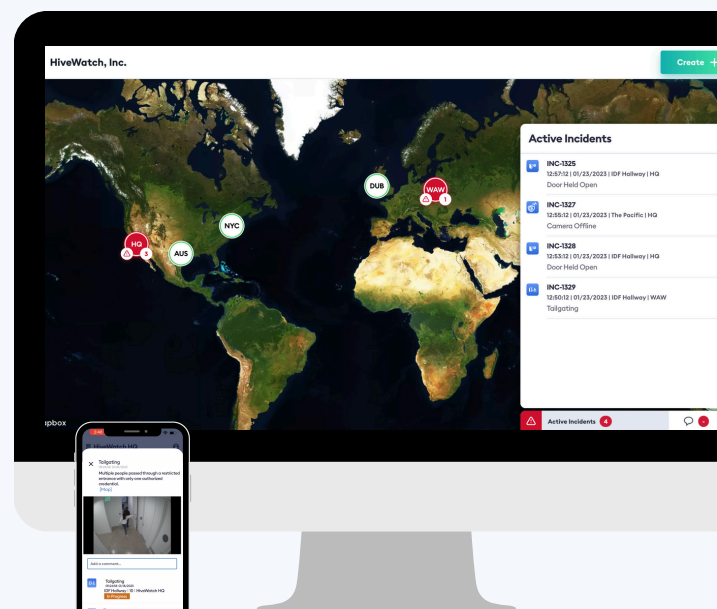 HiveWatch, Inc.
Create +
Active Incidents
INC-1325
12:57:12 | 01/23/2023 | IDF Hallway | HQ
Door Held Open
INC-1327
12:55:12 | 01/23/2023 | The Pacific | HQ
Camera Offline
INC-1328
12:53:12 | 01/23/2023 | IDF Hallway | HQ
Door Held Open
INC-1329
12:50:12 | 01/23/2023 | IDF Hallway | WAW
Tailgating
DUB
WAW
1
NYC
HQ
3
AUS
apbox
Active Incidents 4
HiveWatch HQ
Tailgating
Multiple people passed through a restricted
entrance with only one authorized
credential.
[Map]
Add a comment...
Tailgating
IDF Hallway | 1D | HiveWatch HQ
In Progress